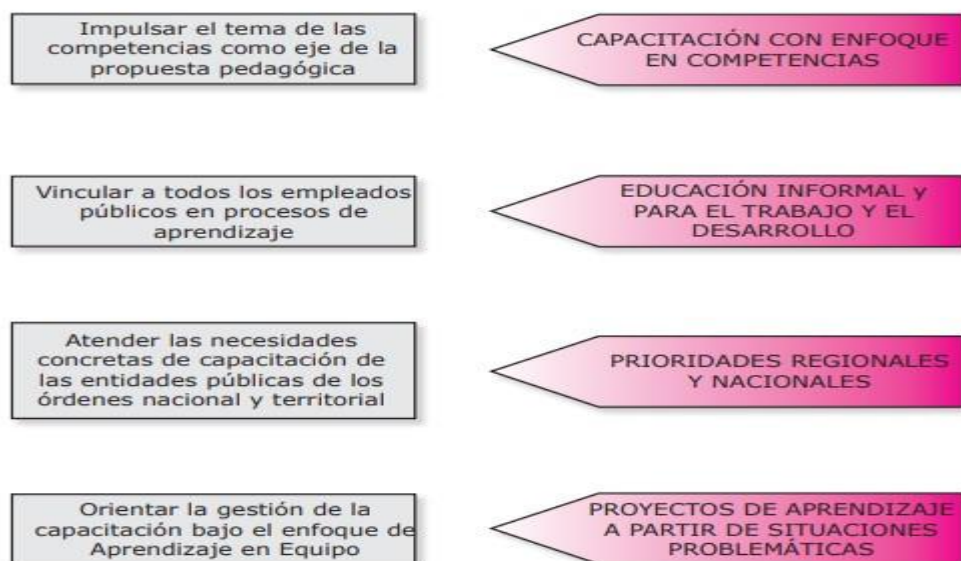 Impulsar el tema de las
competencias como eje de la
propuesta pedagógica
CAPACITACIÓN CON ENFOQUE
EN COMPETENCIAS
Vincular a todos los empleados
públicos en procesos de
aprendizaje
EDUCACIÓN INFORMAL y
PARA EL TRABAJO Y EL
DESARROLLO
Atender las necesidades
concretas de capacitación de
las entidades públicas de los
órdenes nacional y territorial
PRIORIDADES REGIONALES
Y NACIONALES
Orientar la gestión de la
capacitación bajo el enfoque de
Aprendizaje en Equipo
PROYECTOS DE APRENDIZAJE
A PARTIR DE SITUACIONES
PROBLEMÁTICAS